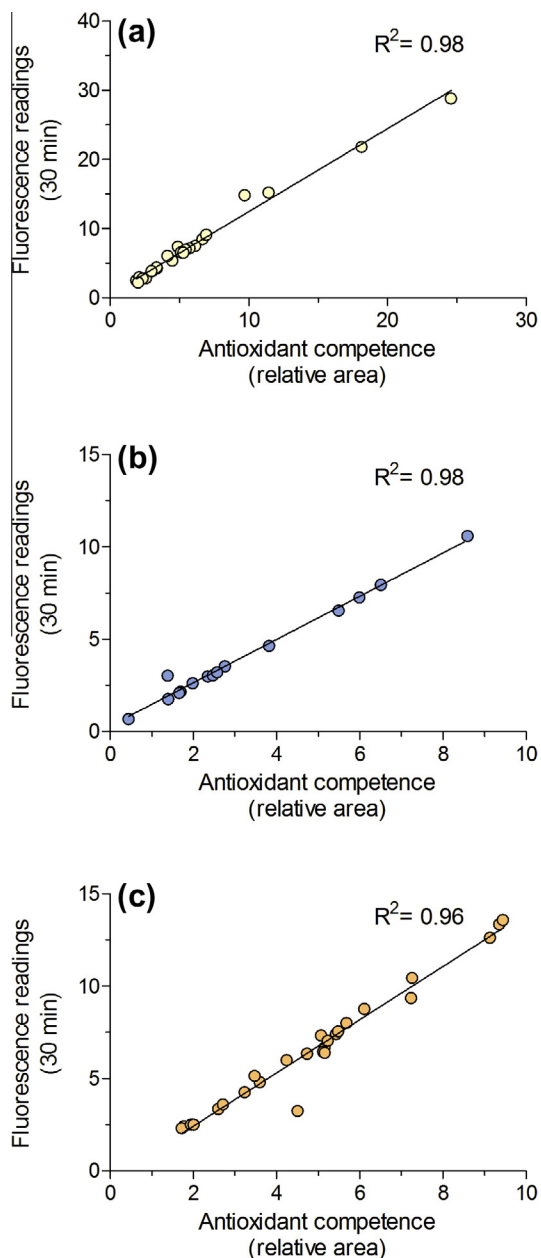 (a)
R²= 0.98
Fluorescence readings
(30 min)
40
30
20
10
0
0 10 20 30
Antioxidant competence
(relative area)
(b)
R²= 0.98
Fluorescence readings
(30 min)
15
10
5
0
0 2 4 6 8 10
Antioxidant competence
(relative area)
(c)
R²= 0.96
Fluorescence readings
(30 min)
15
10
5
0
0 2 4 6 8 10
Antioxidant competence
(relative area)